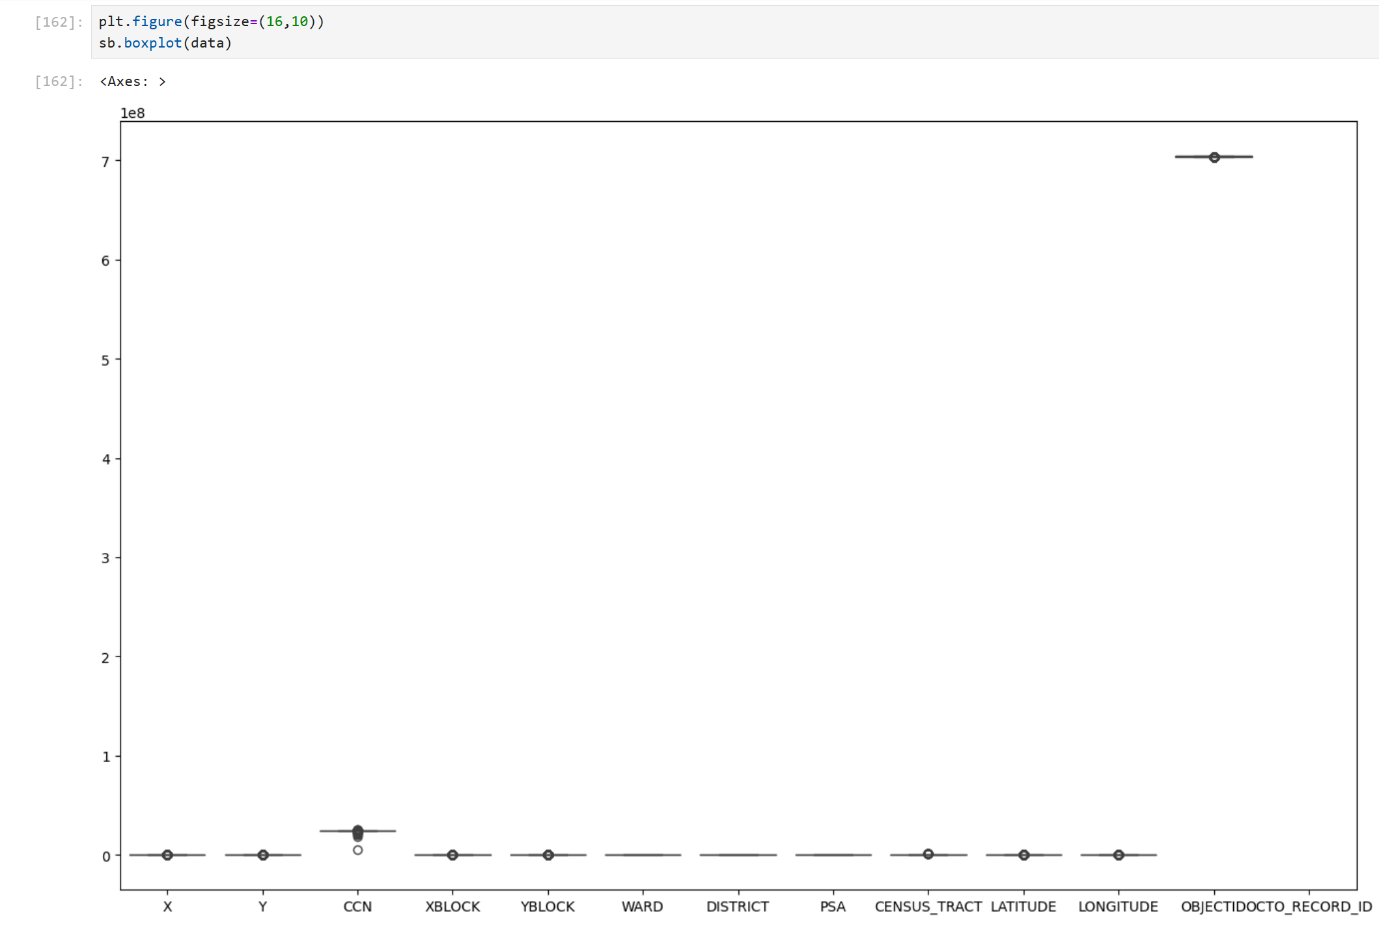 [162]: plt.figure(figsize=(16,10))
sb.boxplot(data)
[162]: <Axes: >
1e8
7
6
5
4
3
2
1
0
X Y CCN XBLOCK YBLOCK WARD DISTRICT PSA CENSUS_TRACT LATITUDE LONGITUDE OBJECTIDOCTO_RECORD_ID